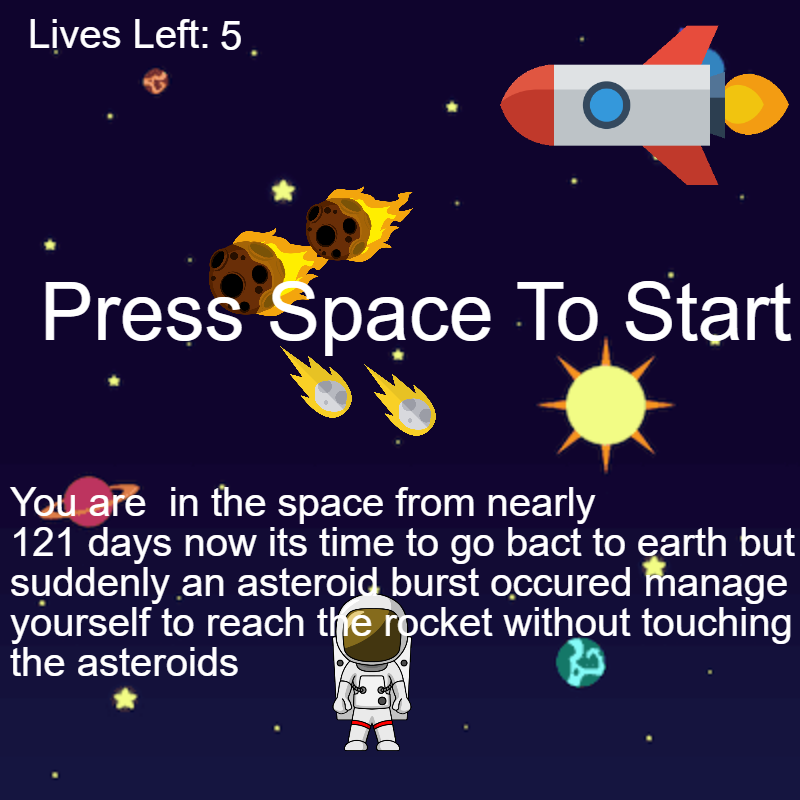 Lives Left: 5
Press Space To Start
You are  in the space from nearly
121 days now its time to go bact to earth but
suddenly an asteroid burst occured manage
yourself to reach the rocket without touching
the asteroids